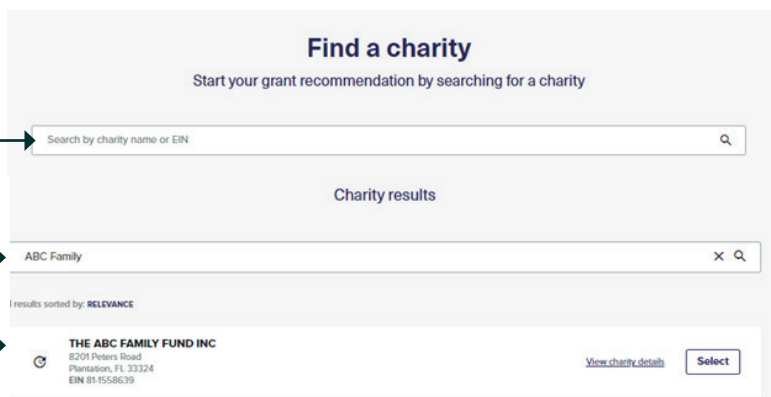 Find a charity
Start your grant recommendation by searching for a charity
Search by charity name or EIN
Charity results
ABC Family
results sorted by: RELEVANCE
THE ABC FAMILY FUND INC
8201 Peters Road
Plantation, FL 33324
EIN 81-1558639
View charity details
Select